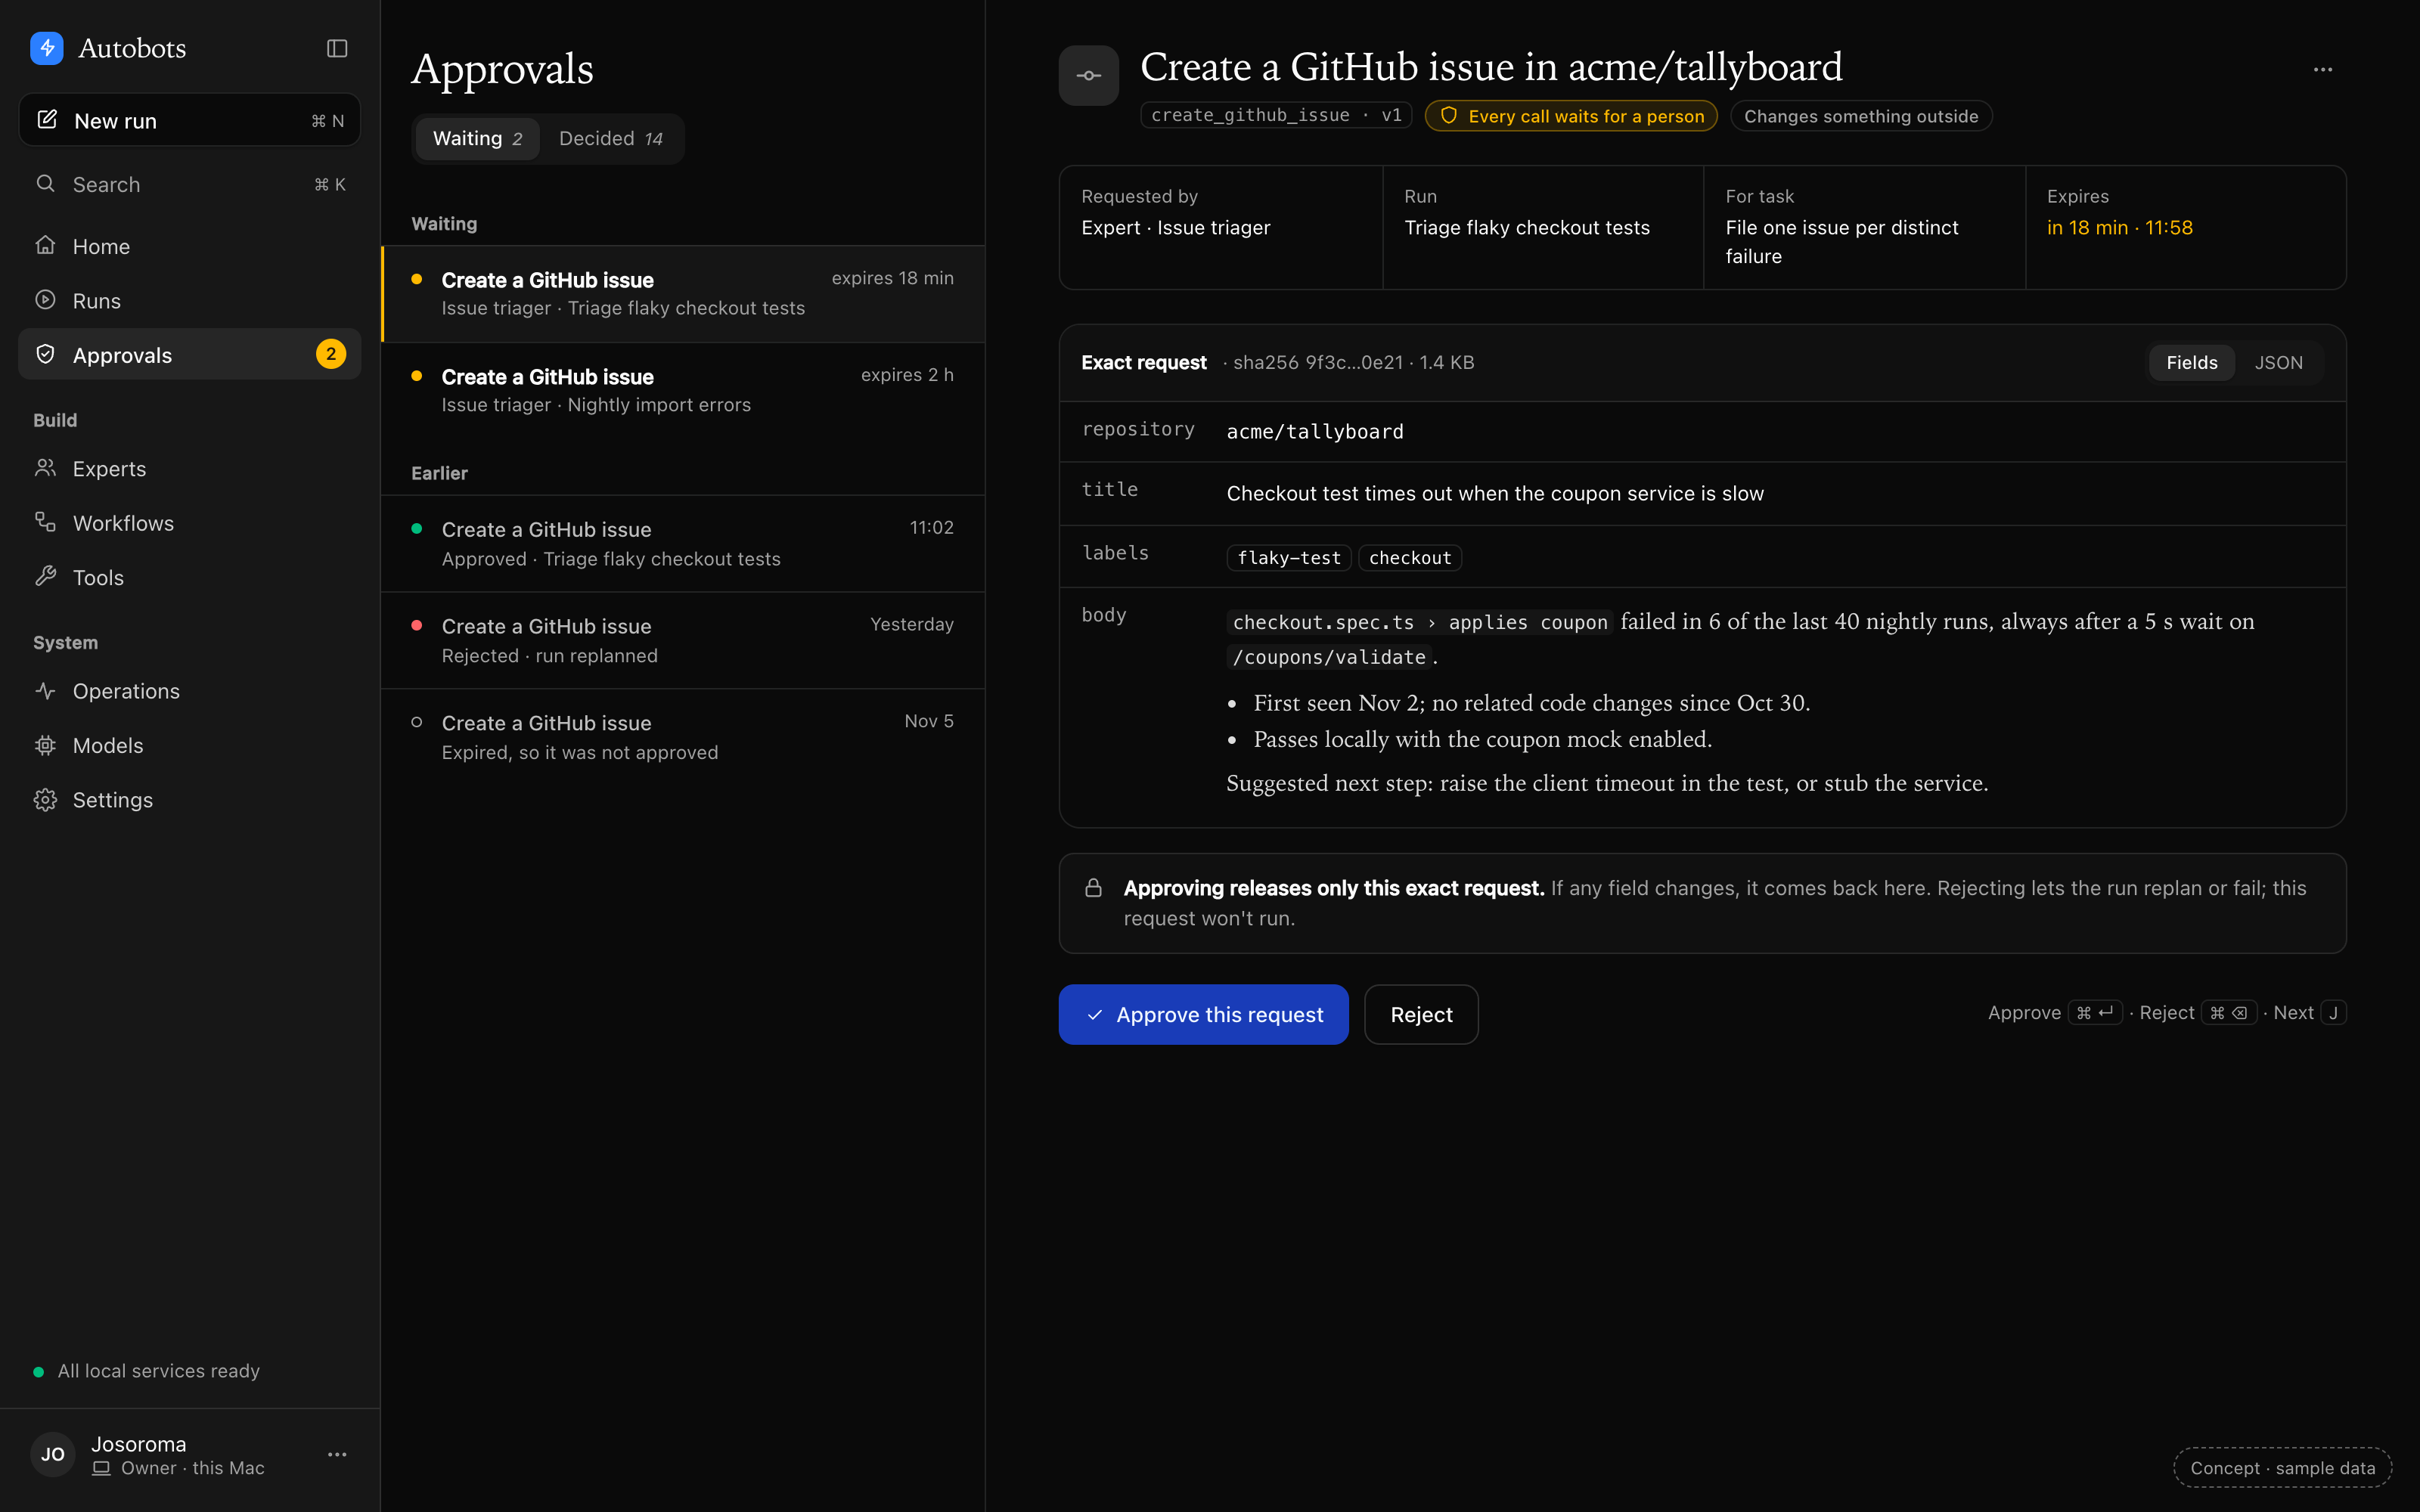 Autobots
New run ⌘ N
Search ⌘ K
Home
Runs
Approvals 2
Build
Experts
Workflows
Tools
System
Operations
Models
Settings
All local services ready
JO
Josoroma
Owner · this Mac
Approvals
Waiting 2 Decided 14
Waiting
Create a GitHub issue expires 18 min
Issue triager · Triage flaky checkout tests
Create a GitHub issue expires 2 h
Issue triager · Nightly import errors
Earlier
Create a GitHub issue 11:02
Approved · Triage flaky checkout tests
Create a GitHub issue Yesterday
Rejected · run replanned
Create a GitHub issue Nov 5
Expired, so it was not approved
Create a GitHub issue in acme/tallyboard
create_github_issue · v1 Every call waits for a person Changes something outside
Requested by
Expert · Issue triager
Run
Triage flaky checkout tests
For task
File one issue per distinct
failure
Expires
in 18 min · 11:58
Exact request · sha256 9f3c…0e21 · 1.4 KB Fields JSON
repository acme/tallyboard
title Checkout test times out when the coupon service is slow
labels flaky-test checkout
body checkout.spec.ts › applies coupon failed in 6 of the last 40 nightly runs, always after a 5 s wait on
/coupons/validate.
• First seen Nov 2; no related code changes since Oct 30.
• Passes locally with the coupon mock enabled.
Suggested next step: raise the client timeout in the test, or stub the service.
Approving releases only this exact request. If any field changes, it comes back here. Rejecting lets the run replan or fail; this
request won't run.
Approve this request Reject Approve ⌘ ↵ · Reject ⌘ ⌫ · Next J
Concept · sample data